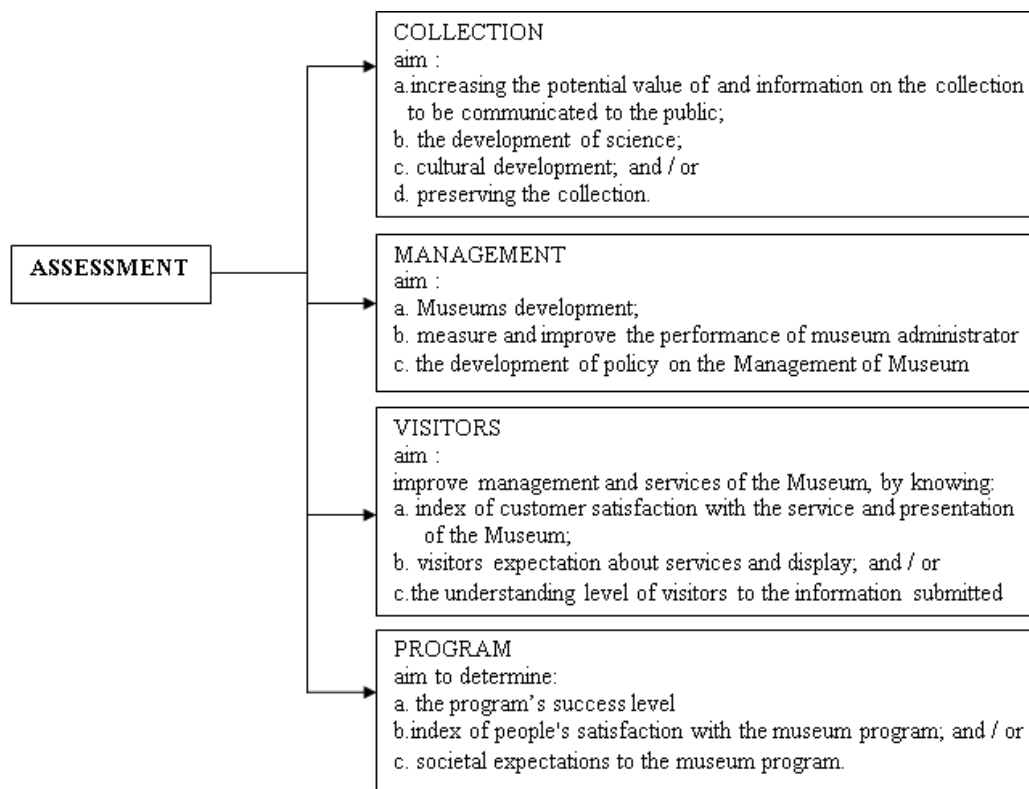 COLLECTION
aim :
a.increasing the potential value of and information on the collection
to be communicated to the public;
b. the development of science;
c. cultural development; and / or
d. preserving the collection.
ASSESSMENT
MANAGEMENT
aim :
a. Museums development;
b. measure and improve the performance of museum administrator
c. the development of policy on the Management of Museum
VISITORS
aim :
improve management and services of the Museum, by knowing:
a. index of customer satisfaction with the service and presentation
of the Museum;
b. visitors expectation about services and display; and / or
c.the understanding level of visitors to the information submitted
PROGRAM
aim to determine:
a. the program's success level
b.index of people's satisfaction with the museum program; and / or
c. societal expectations to the museum program.